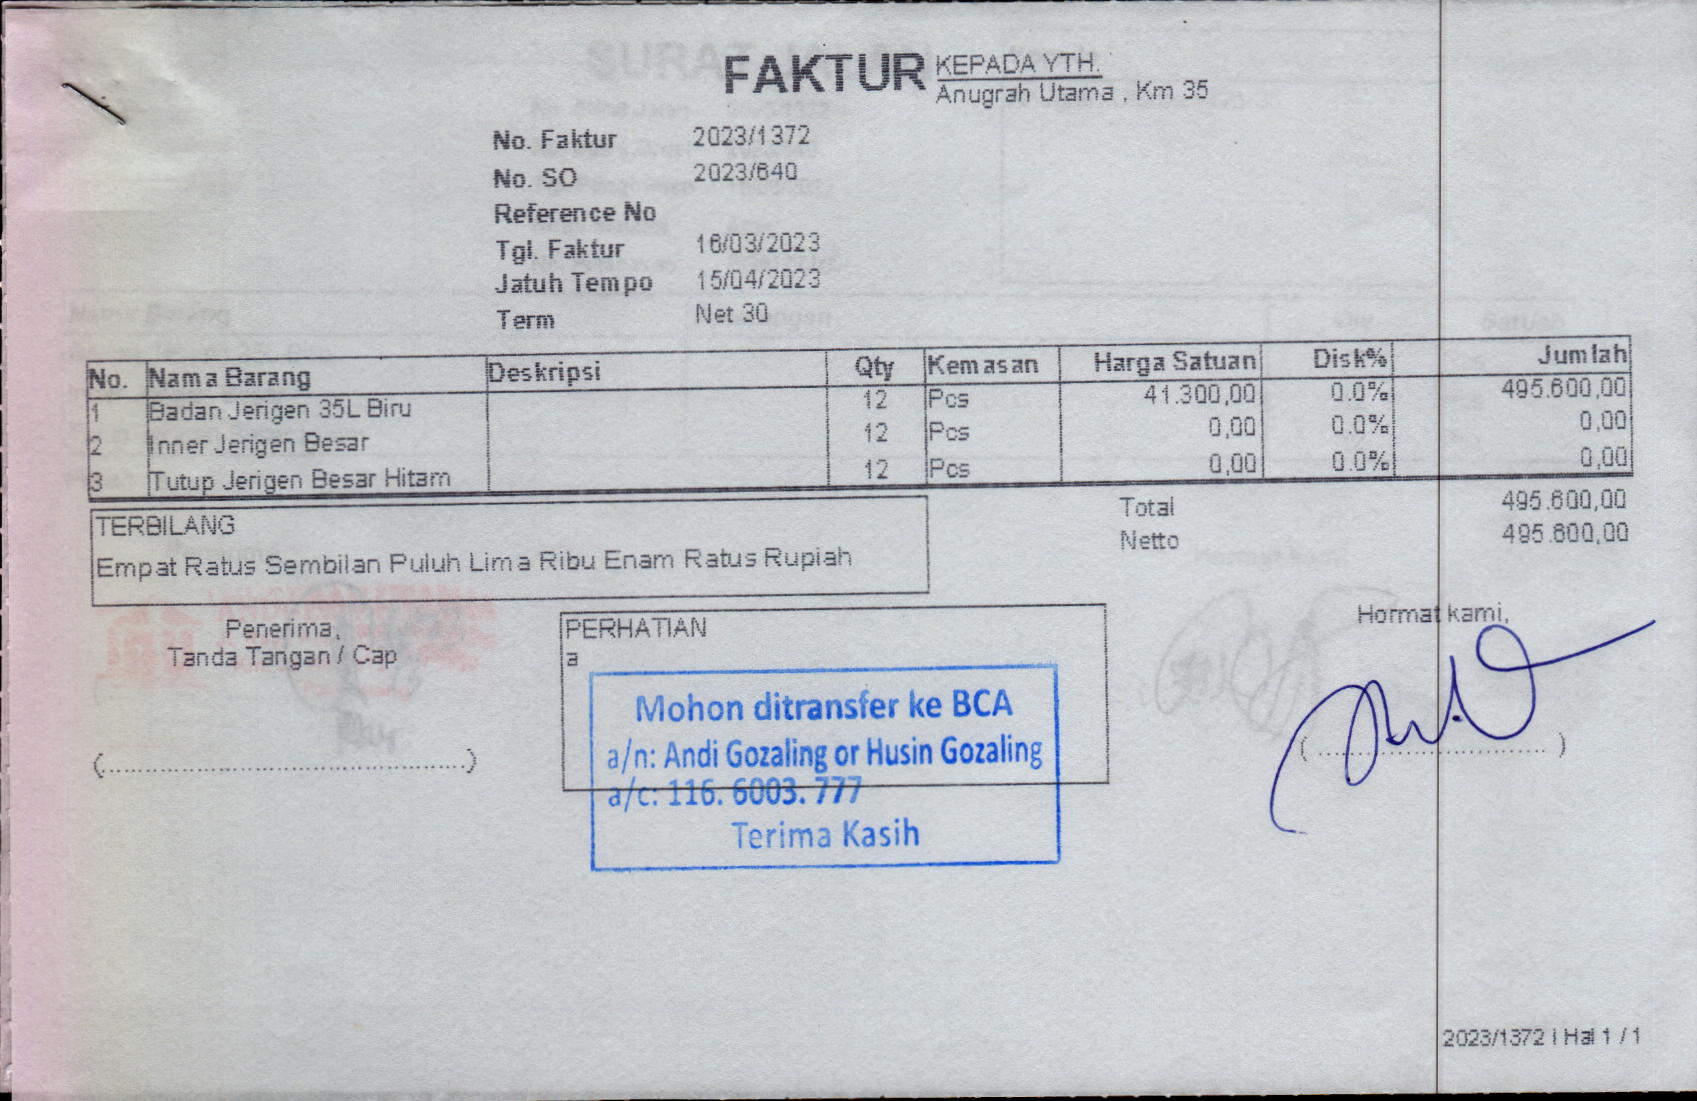 FAKTUR
KEPADA YTH.
Anugrah Utama , Km 35
No. Faktur 2023/1372
No. SO 2023/640
Reference No
Tgl. Faktur 16/03/2023
Jatuh Tempo 15/04/2023
Term Net 30
No. Nama Barang Deskripsi Qty Kemasan Harga Satuan Disk% Jumlah
1 Badan Jerigen 35L Biru 12 Pcs 41.300,00 0.0% 495.600,00
2 Inner Jerigen Besar 12 Pcs 0,00 0.0% 0,00
3 Tutup Jerigen Besar Hitam 12 Pcs 0,00 0.0% 0,00
Total 495.600,00
Netto 495.600,00
TERBILANG
Empat Ratus Sembilan Puluh Lima Ribu Enam Ratus Rupiah
Penerima,
Tanda Tangan / Cap
(..................................................)
PERHATIAN
a
Mohon ditransfer ke BCA
a/n: Andi Gozaling or Husin Gozaling
a/c: 116. 6003. 777
Terima Kasih
Hormat kami,
(................................)
2023/1372 | Hal 1 / 1